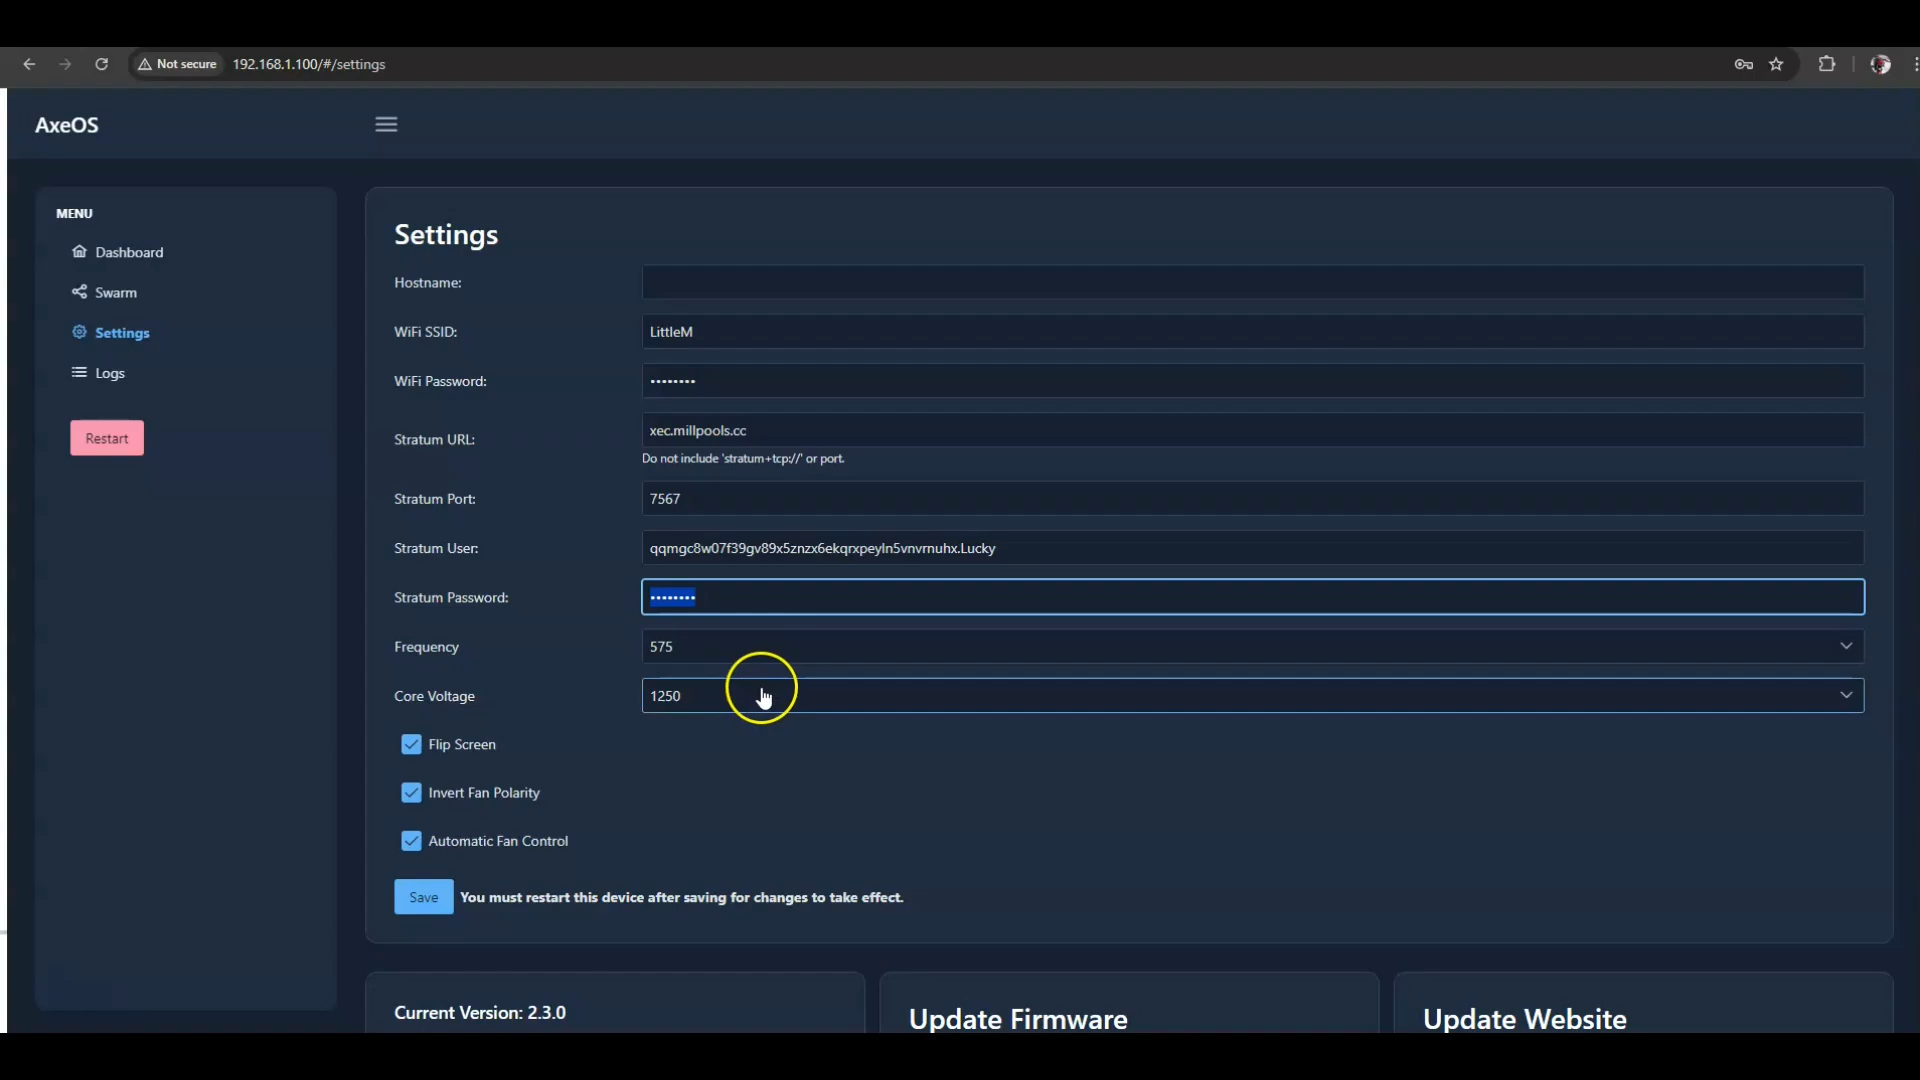 Not secure
192.168.1.100/#/settings
AxeOS
MENU
Dashboard
Swarm
Settings
Logs
Restart
Settings
Hostname:
WiFi SSID:
LittleM
WiFi Password:
••••••••
Stratum URL:
xec.millpools.cc
Do not include 'stratum+tcp://' or port.
Stratum Port:
7567
Stratum User:
qqmgc8w07f39gv89x5znzx6ekqrxpeyln5vnvrnuhx.Lucky
Stratum Password:
••••••••
Frequency
575
Core Voltage
1250
Flip Screen
Invert Fan Polarity
Automatic Fan Control
Save
You must restart this device after saving for changes to take effect.
Current Version: 2.3.0
Update Firmware
Update Website